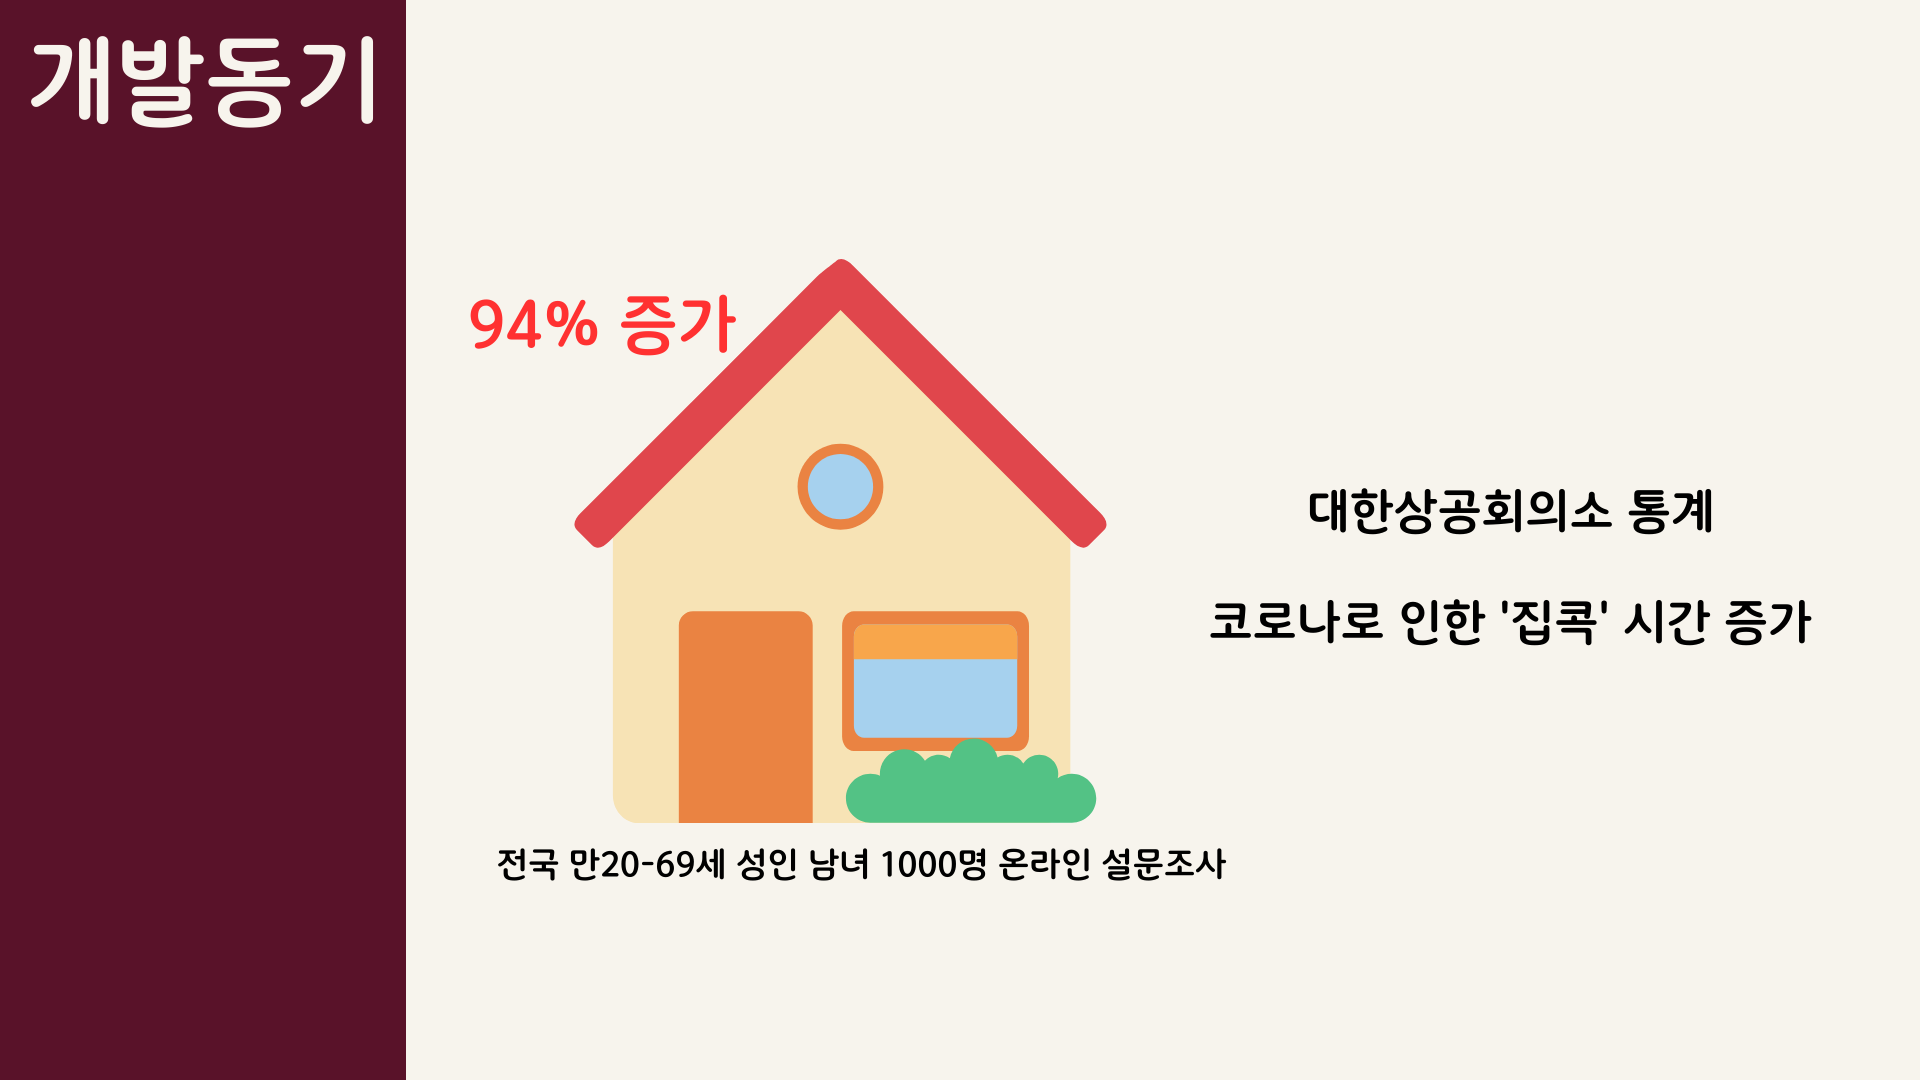 개발동기
94% 증가
대한상공회의소 통계
코로나로 인한 '집콕' 시간 증가
전국 만20-69세 성인 남녀 1000명 온라인 설문조사